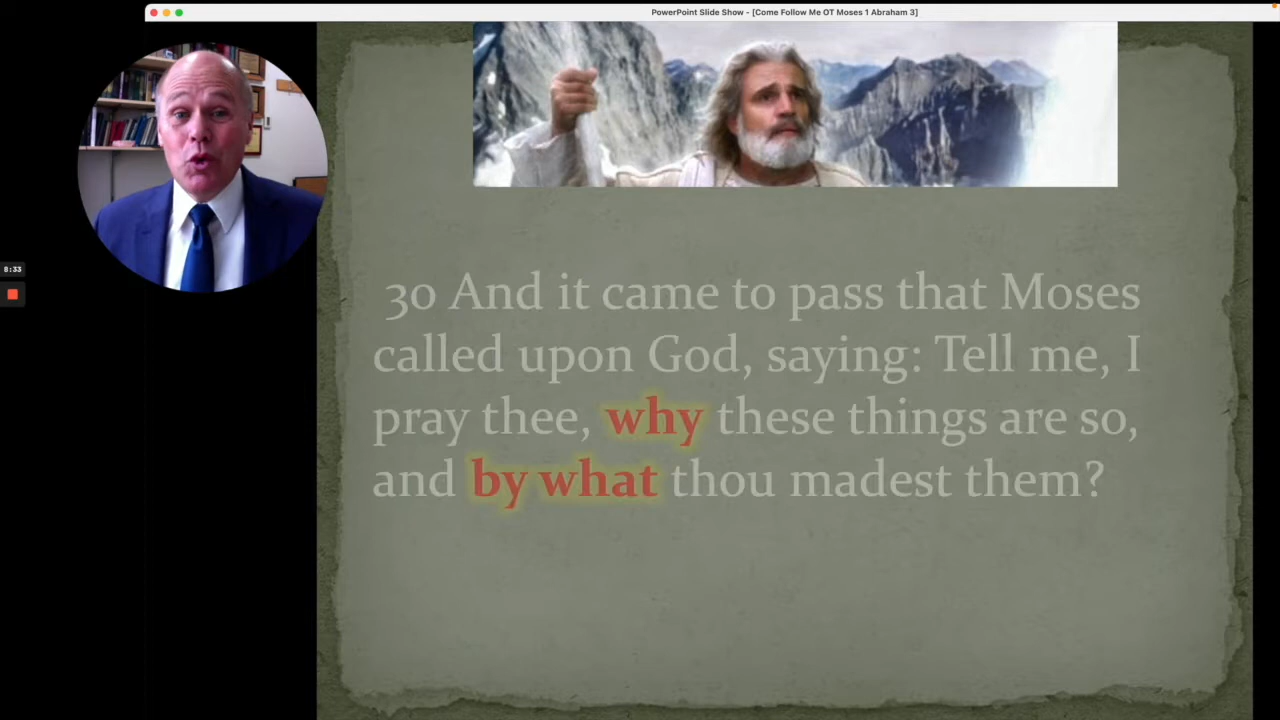 PowerPoint Slide Show - [Come Follow Me OT Moses 1 Abraham 3]
8:33
30 And it came to pass that Moses
called upon God, saying: Tell me, I
pray thee, why these things are so,
and by what thou madest them?